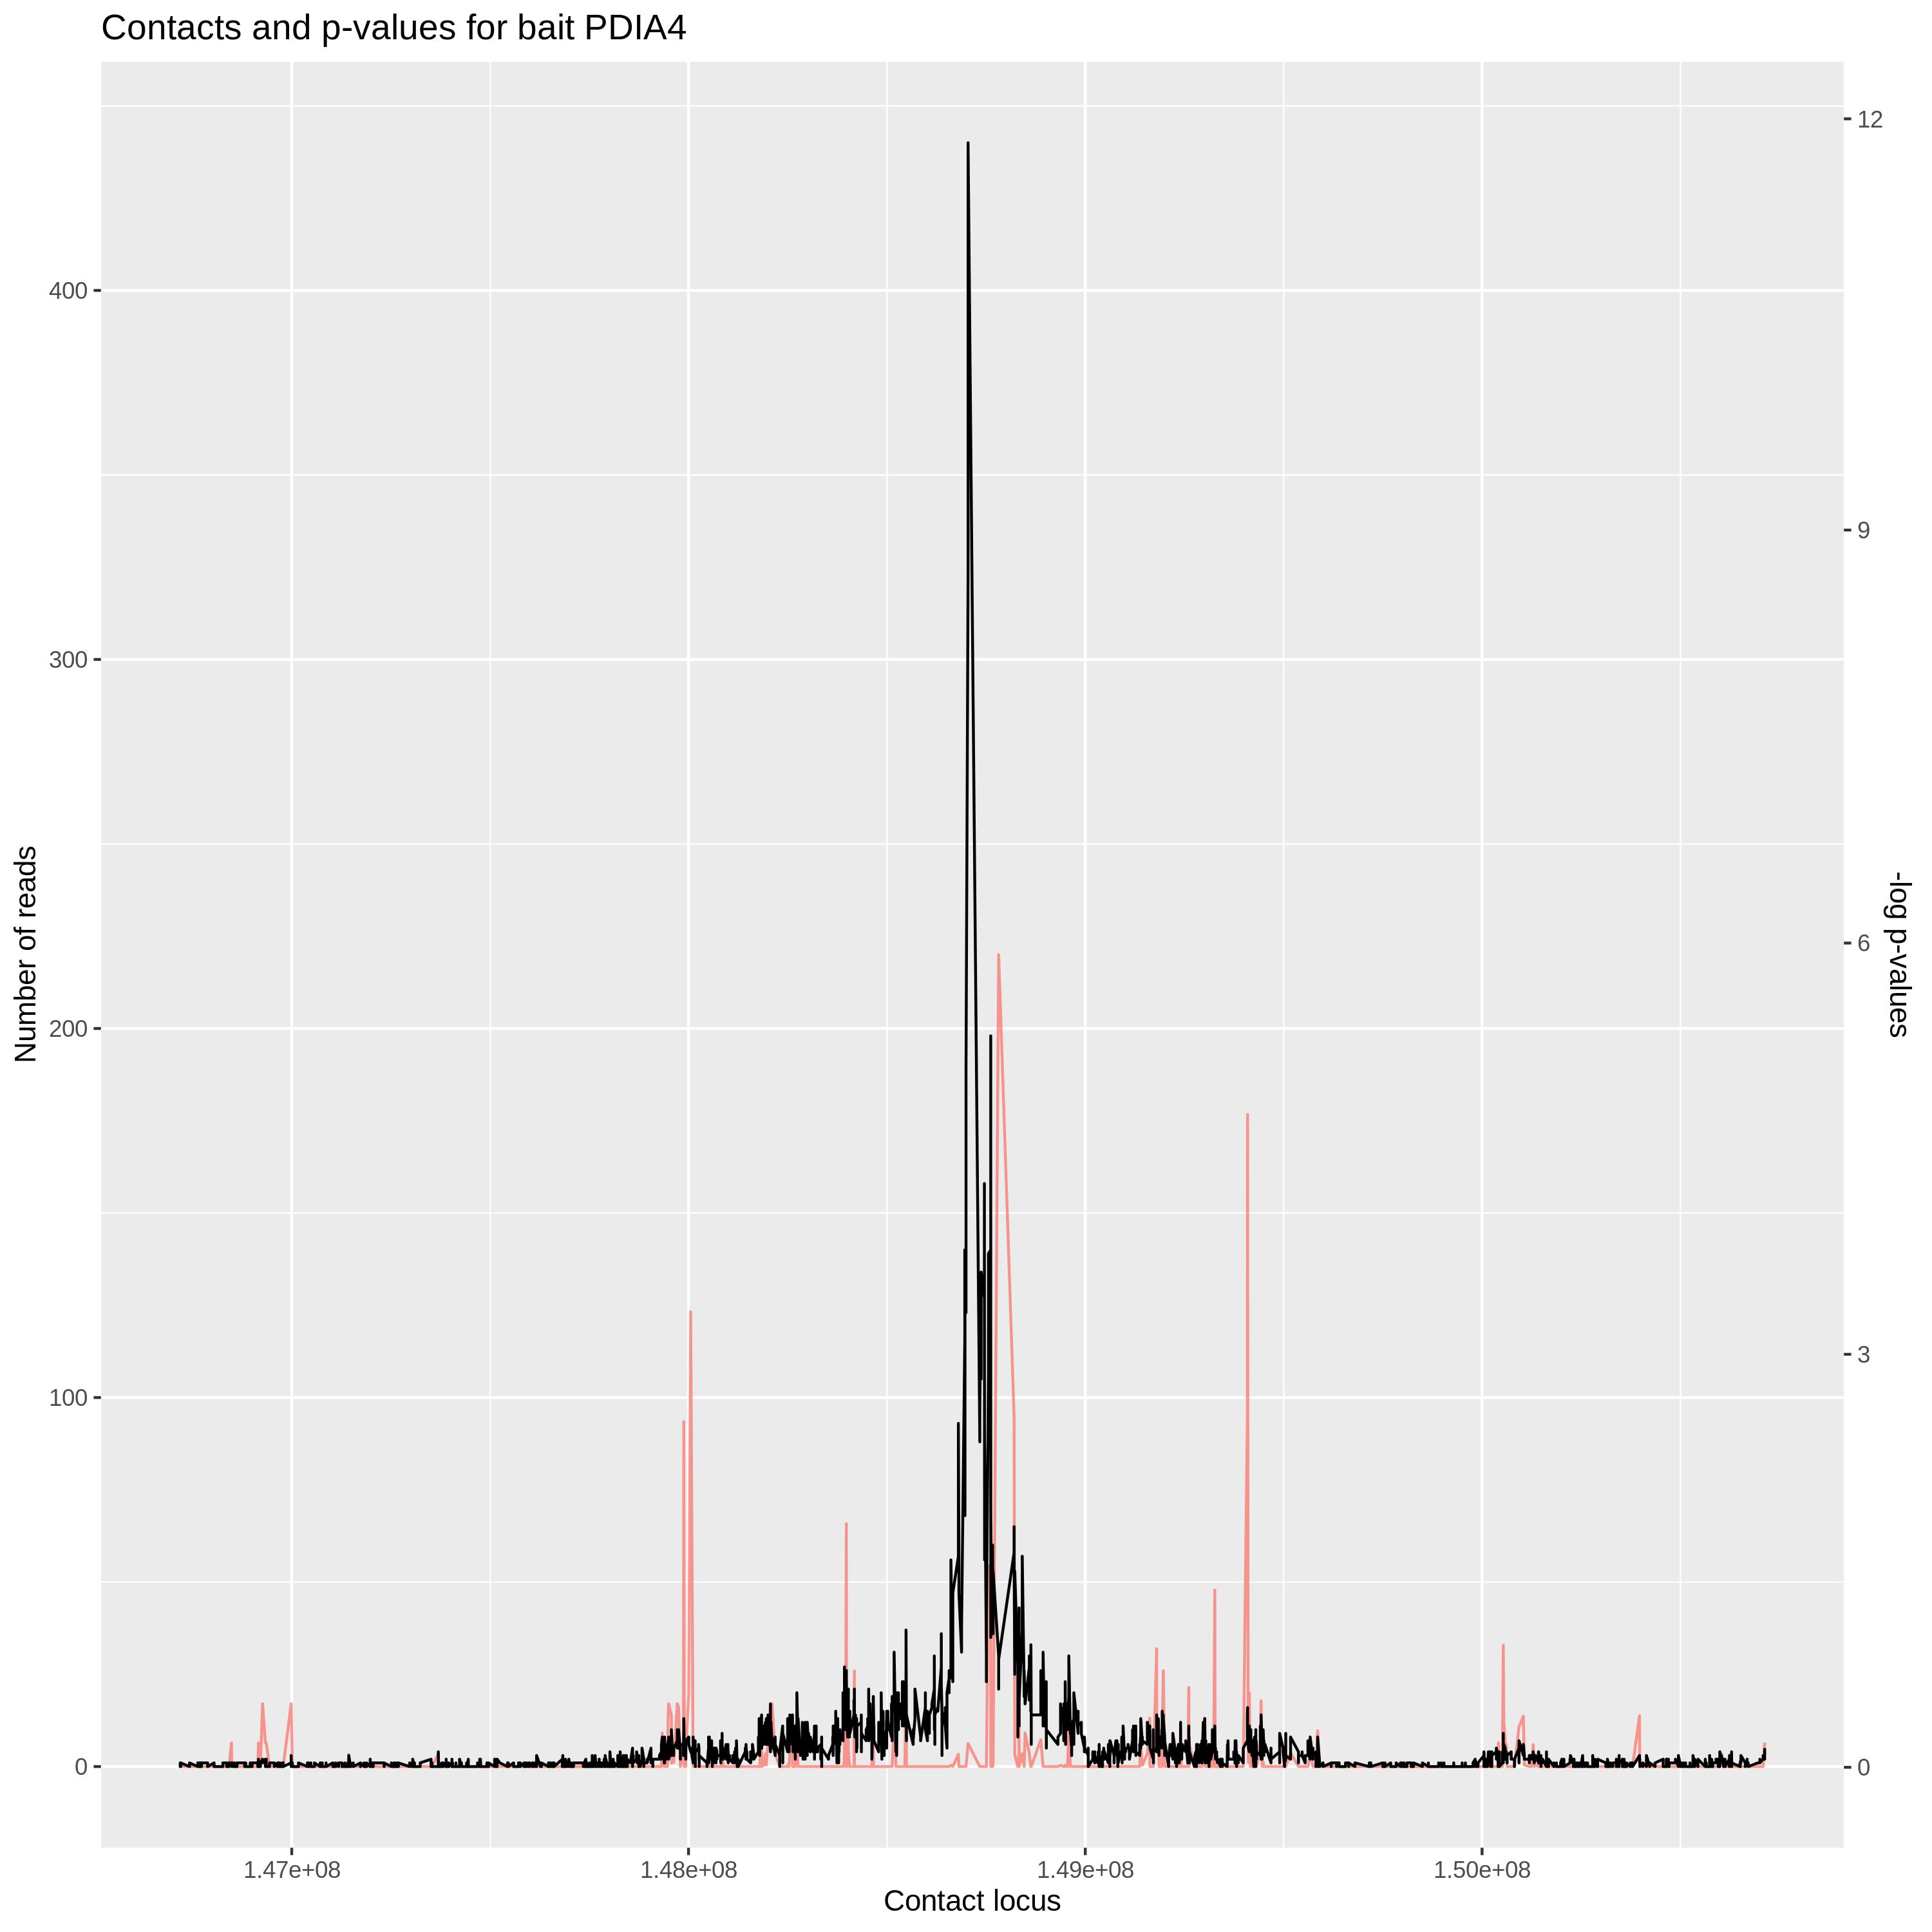 Contacts and p-values for bait PDIA4
Number of reads
400
300
200
100
0
-log p-values
12
9
6
3
0
1.47e+08
1.48e+08
1.49e+08
1.50e+08
Contact locus